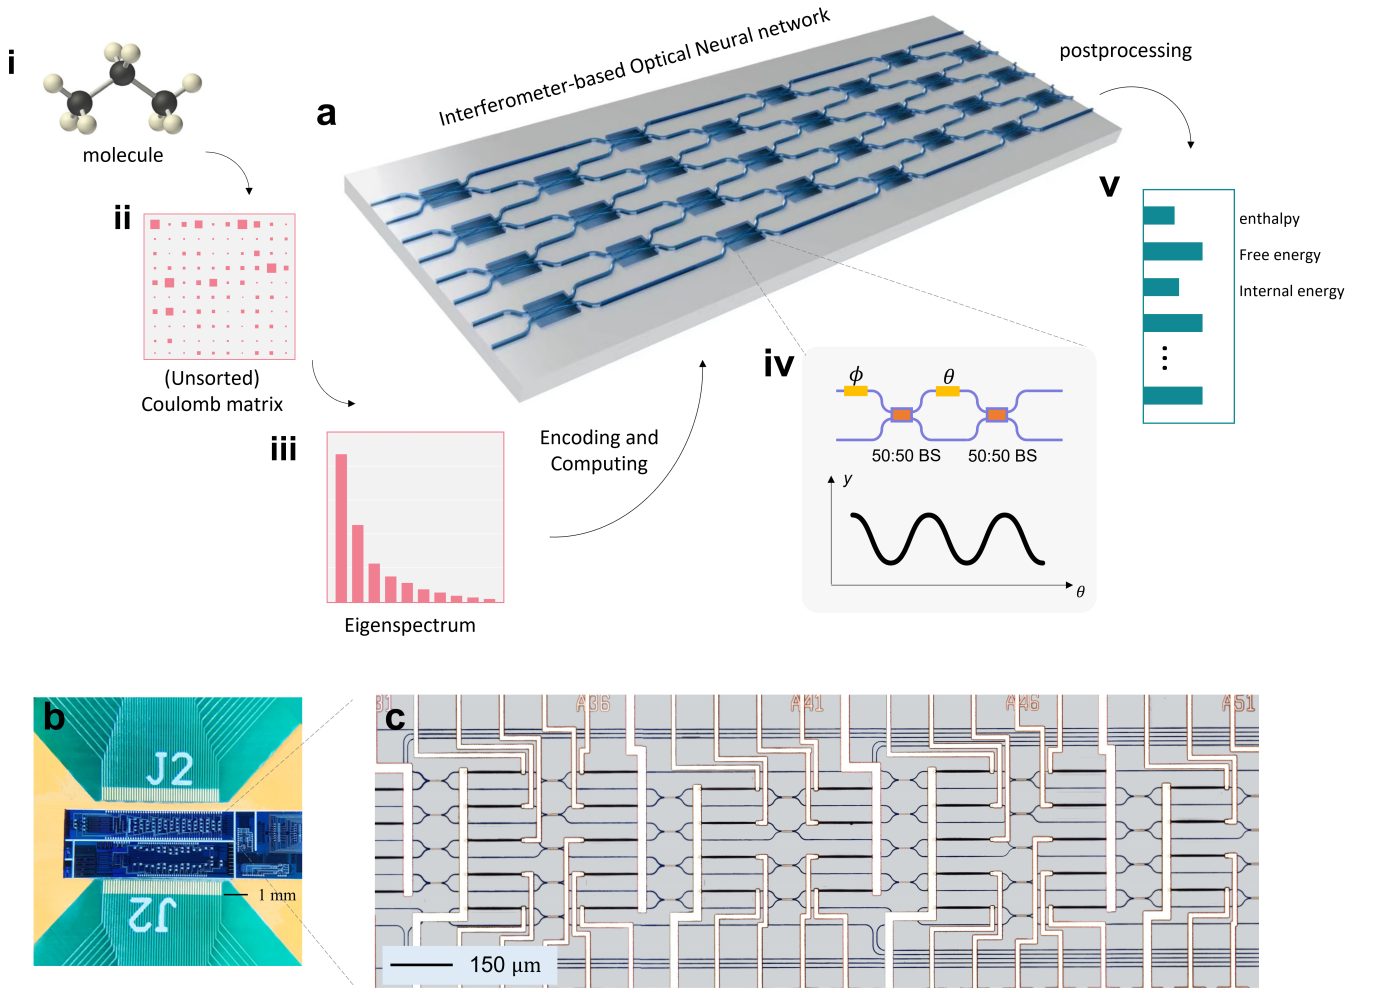 i
molecule
ii
(Unsorted)
Coulomb matrix
iii
Eigenspectrum
a
Interferometer-based Optical Neural network
Encoding and
Computing
postprocessing
iv
ϕ
θ
50:50 BS
50:50 BS
y
θ
v
enthalpy
Free energy
Internal energy
b
J2
J2
1 mm
c
31
A36
A41
A46
A51
150 μm